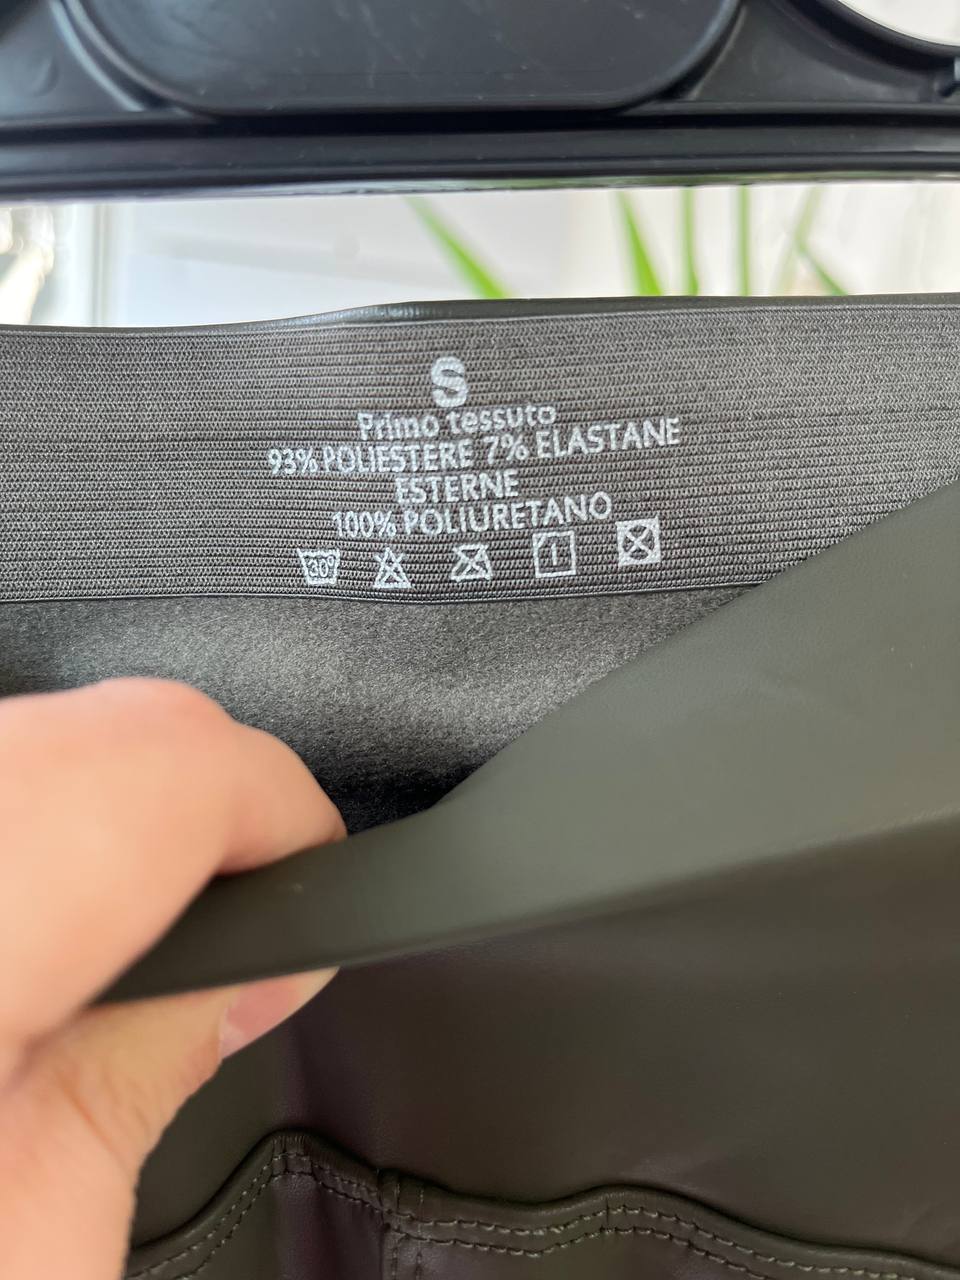 S
Primo tessuto
93% POLIESTERE 7% ELASTANE
ESTERNE
100% POLIURETANO
30°